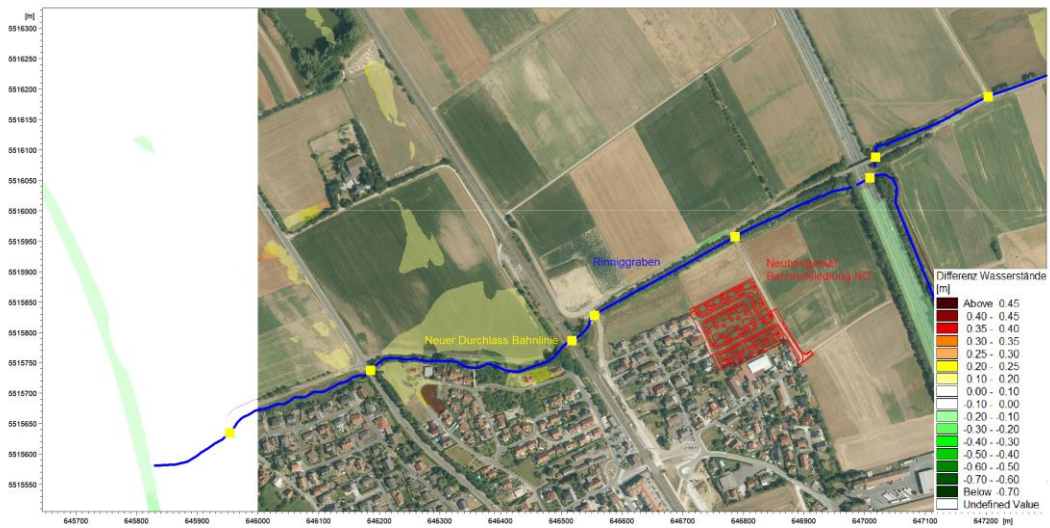 [m]
5516300
5516250
5516200
5516150
5516100
5516050
5516000
5515950
5515900
5515850
5515800
5515750
5515700
5515650
5515600
5515550
Rinniggraben
Neubaugebiet
Bahnhofsiedlung NO
Neuer Durchlass Bahnlinie
Differenz Wasserstände
[m]
Above 0.45
0.40 - 0.45
0.35 - 0.40
0.30 - 0.35
0.25 - 0.30
0.20 - 0.25
0.10 - 0.20
0.00 - 0.10
-0.10 - 0.00
-0.20 - -0.10
-0.30 - -0.20
-0.40 - -0.30
-0.50 - -0.40
-0.60 - -0.50
-0.70 - -0.60
Below -0.70
Undefined Value
645700 645800 645900 646000 646100 646200 646300 646400 646500 646600 646700 646800 646900 647000 647100 647200 [m]